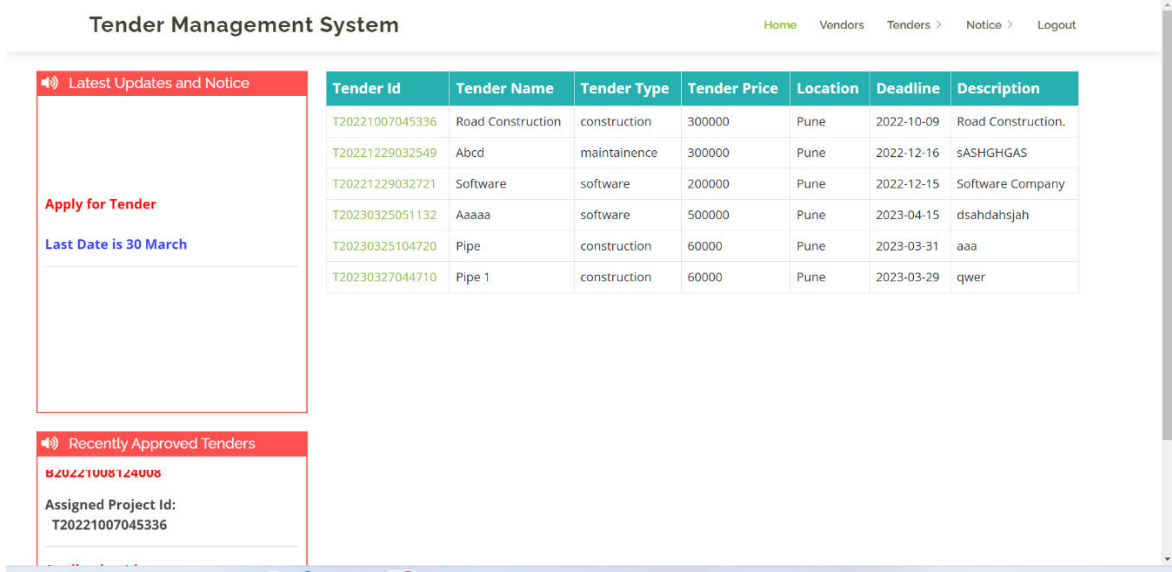 Tender Management System
Home Vendors Tenders > Notice > Logout
Latest Updates and Notice
Apply for Tender
Last Date is 30 March
Tender Id Tender Name Tender Type Tender Price Location Deadline Description
T20221007045336 Road Construction construction 300000 Pune 2022-10-09 Road Construction.
T20221229032549 Abcd maintainence 300000 Pune 2022-12-16 sASHGHGAS
T20221229032721 Software software 200000 Pune 2022-12-15 Software Company
T20230325051132 Aaaaa software 500000 Pune 2023-04-15 dsahdahsjah
T20230325104720 Pipe construction 60000 Pune 2023-03-31 aaa
T20230327044710 Pipe 1 construction 60000 Pune 2023-03-29 qwer
Recently Approved Tenders
B20221008124008
Assigned Project Id:
T20221007045336